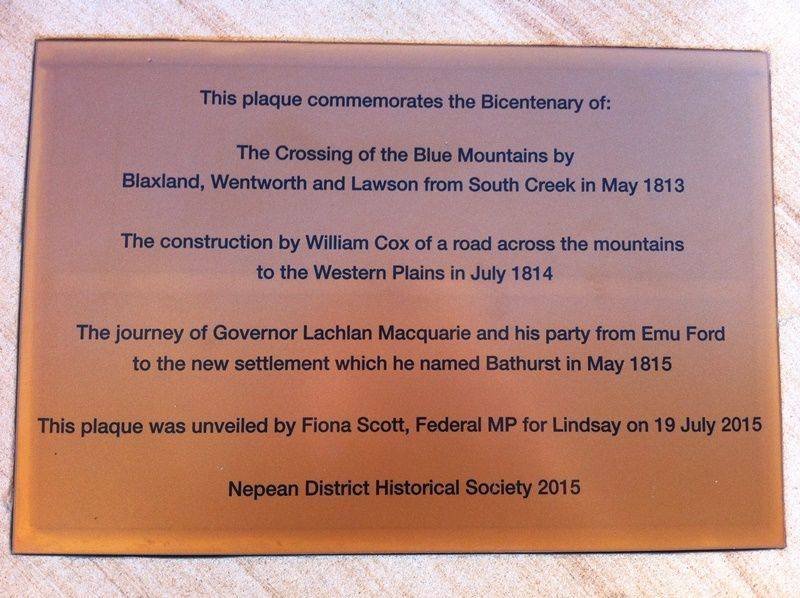 This plaque commemorates the Bicentenary of:
The Crossing of the Blue Mountains by
Blaxland, Wentworth and Lawson from South Creek in May 1813
The construction by William Cox of a road across the mountains
to the Western Plains in July 1814
The journey of Governor Lachlan Macquarie and his party from Emu Ford
to the new settlement which he named Bathurst in May 1815
This plaque was unveiled by Fiona Scott, Federal MP for Lindsay on 19 July 2015
Nepean District Historical Society 2015